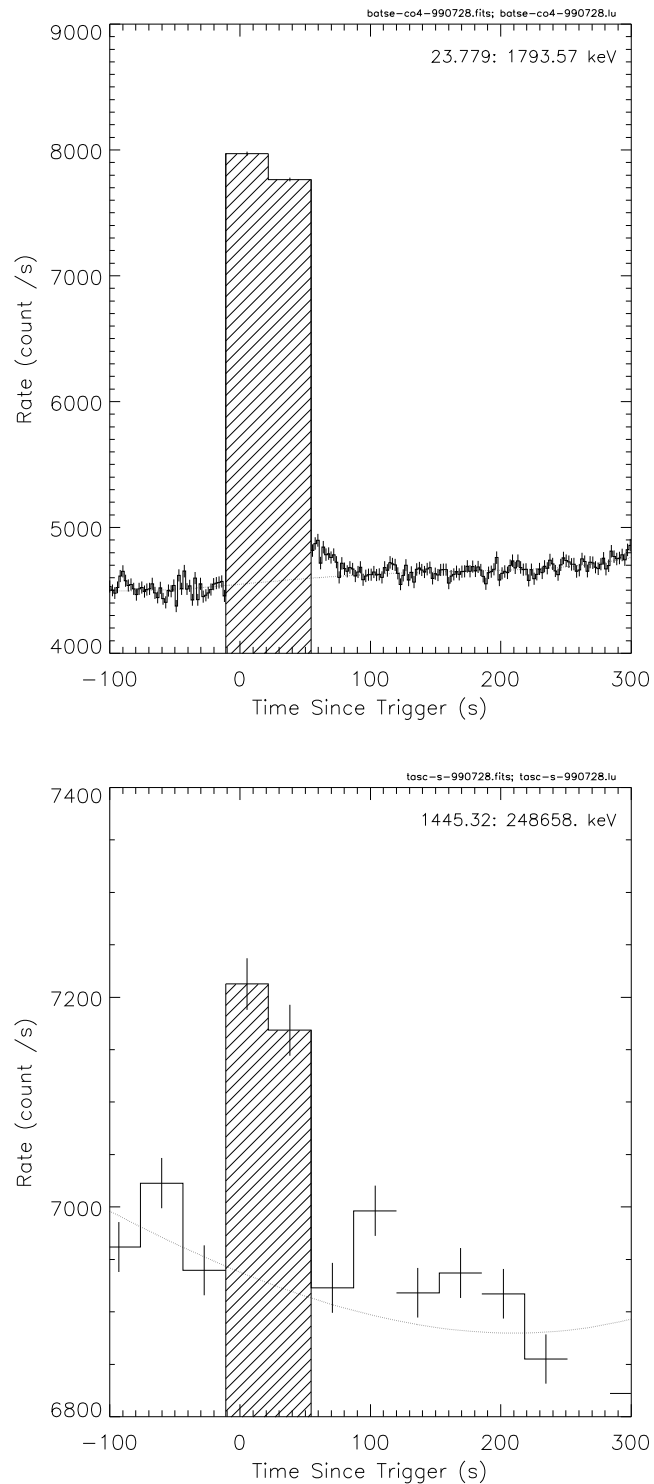 batse-co4-990728.fits; batse-co4-990728.lu
9000
23.779: 1793.57 keV
8000
7000
Rate (count /s)
6000
5000
4000
−100 0 100 200 300
Time Since Trigger (s)
tasc-s-990728.fits; tasc-s-990728.lu
7400
1445.32: 248658. keV
7200
Rate (count /s)
7000
6800
−100 0 100 200 300
Time Since Trigger (s)